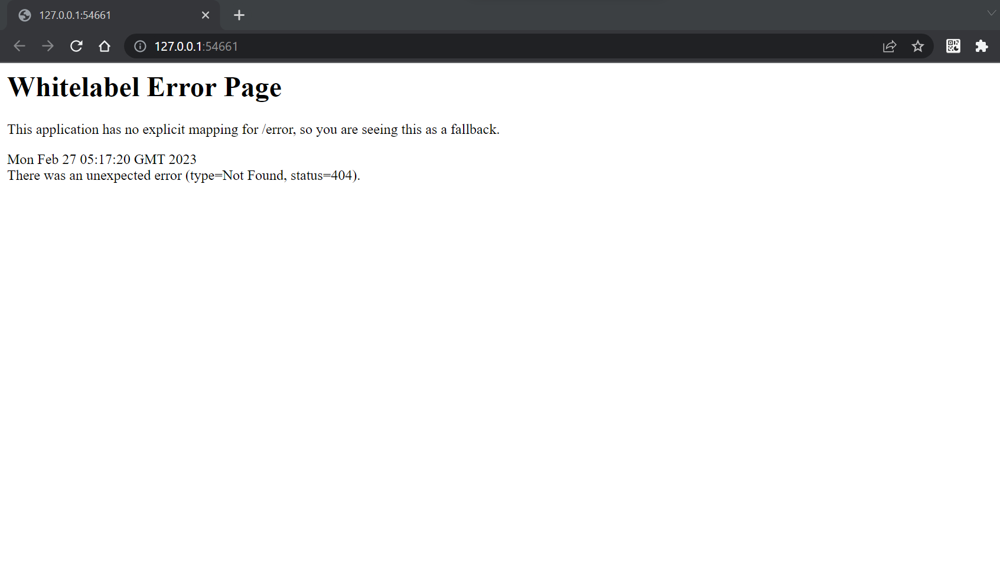 127.0.0.1:54661
127.0.0.1:54661
Whitelabel Error Page
This application has no explicit mapping for /error, so you are seeing this as a fallback.
Mon Feb 27 05:17:20 GMT 2023
There was an unexpected error (type=Not Found, status=404).